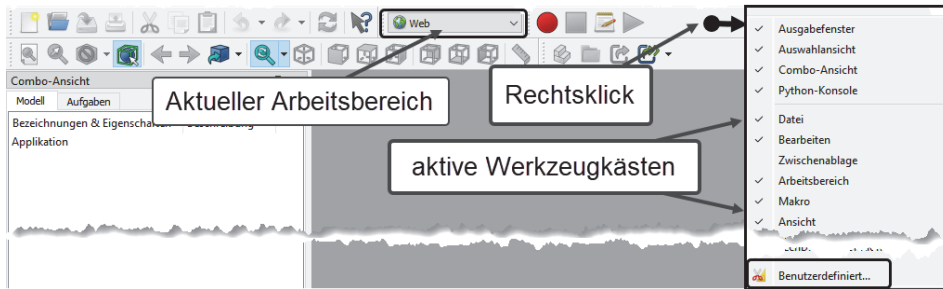 Web
Ausgabefenster
Auswahlansicht
Combo-Ansicht
Python-Konsole
Datei
Bearbeiten
Zwischenablage
Arbeitsbereich
Makro
Ansicht
Benutzerdefiniert...
Combo-Ansicht
Modell Aufgaben
Bezeichnungen & Eigenschaften
Applikation
Aktueller Arbeitsbereich
Rechtsklick
aktive Werkzeugkästen